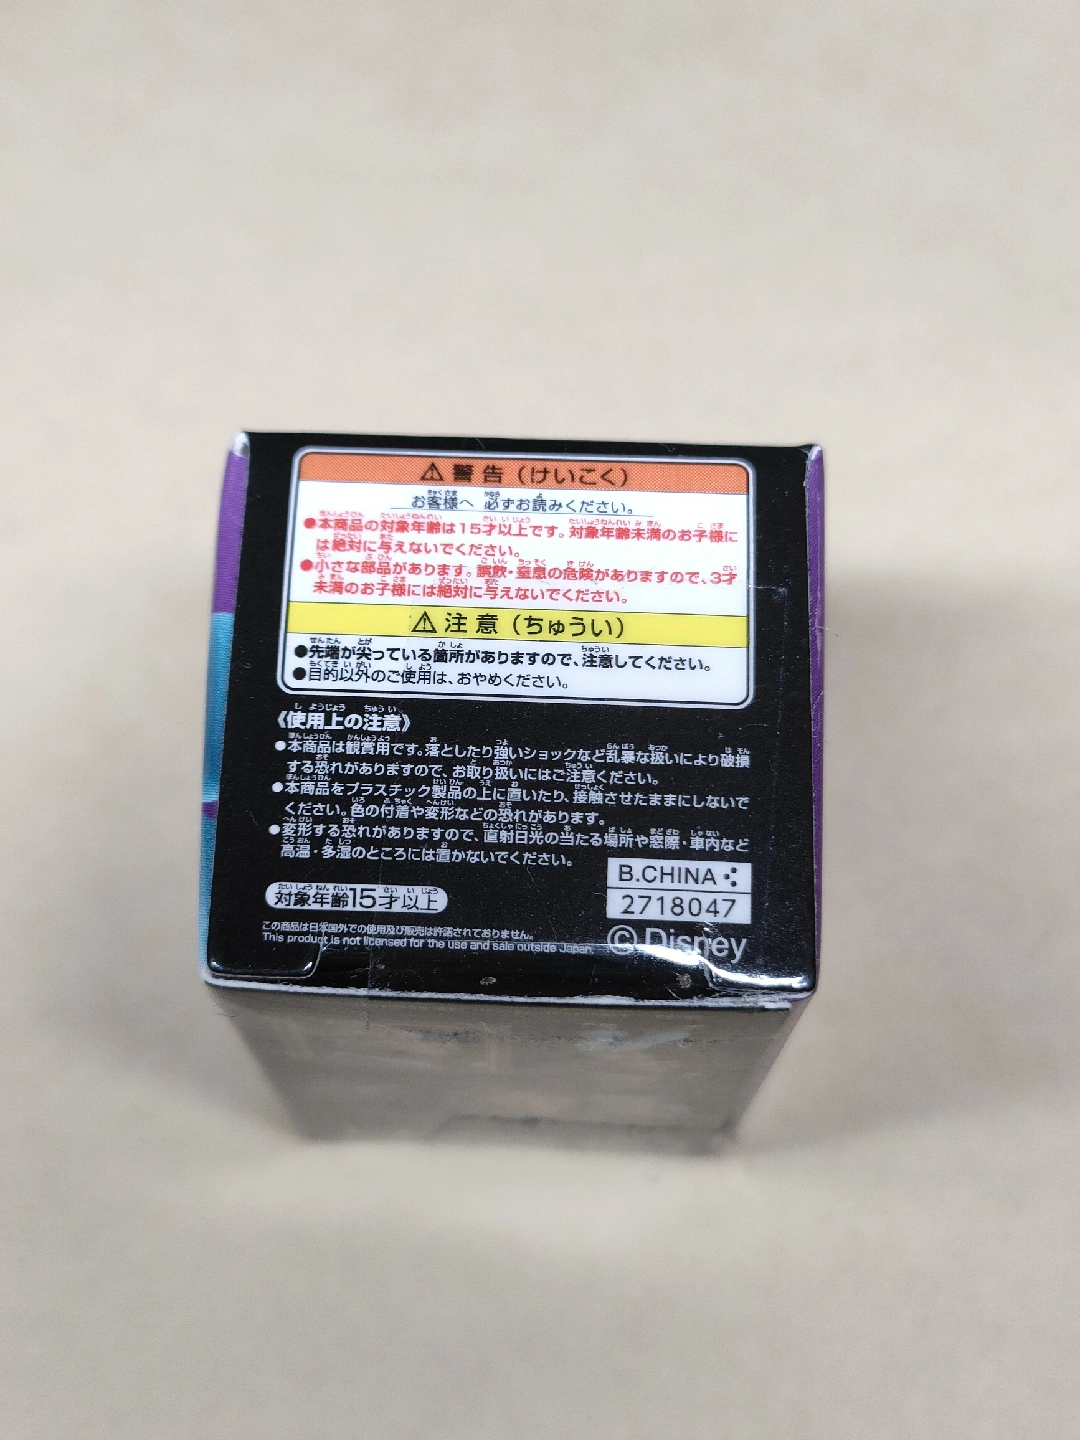 ⚠ 警告（けいこく）
お客様へ 必ずお読みください。
●本商品の対象年齢は15才以上です。対象年齢未満のお子様に
は絶対に与えないでください。
●小さな部品があります。誤飲・窒息の危険がありますので、3才
未満のお子様には絶対に与えないでください。
⚠ 注意（ちゅうい）
●先端が尖っている箇所がありますので、注意してください。
●目的以外のご使用は、おやめください。
《使用上の注意》
●本商品は観賞用です。落としたり強いショックなど乱暴な扱いにより破損
する恐れがありますので、お取り扱いにはご注意ください。
●本商品をプラスチック製品の上に置いたり、接触させたままにしないで
ください。色の付着や変形などの恐れがあります。
●変形する恐れがありますので、直射日光の当たる場所や窓際・車内など
高温・多湿のところには置かないでください。
対象年齢15才以上
B.CHINA
2718047
この商品は日本国外での使用及び販売は許諾されておりません。
This product is not licensed for the use and sale outside Japan.
© Disney